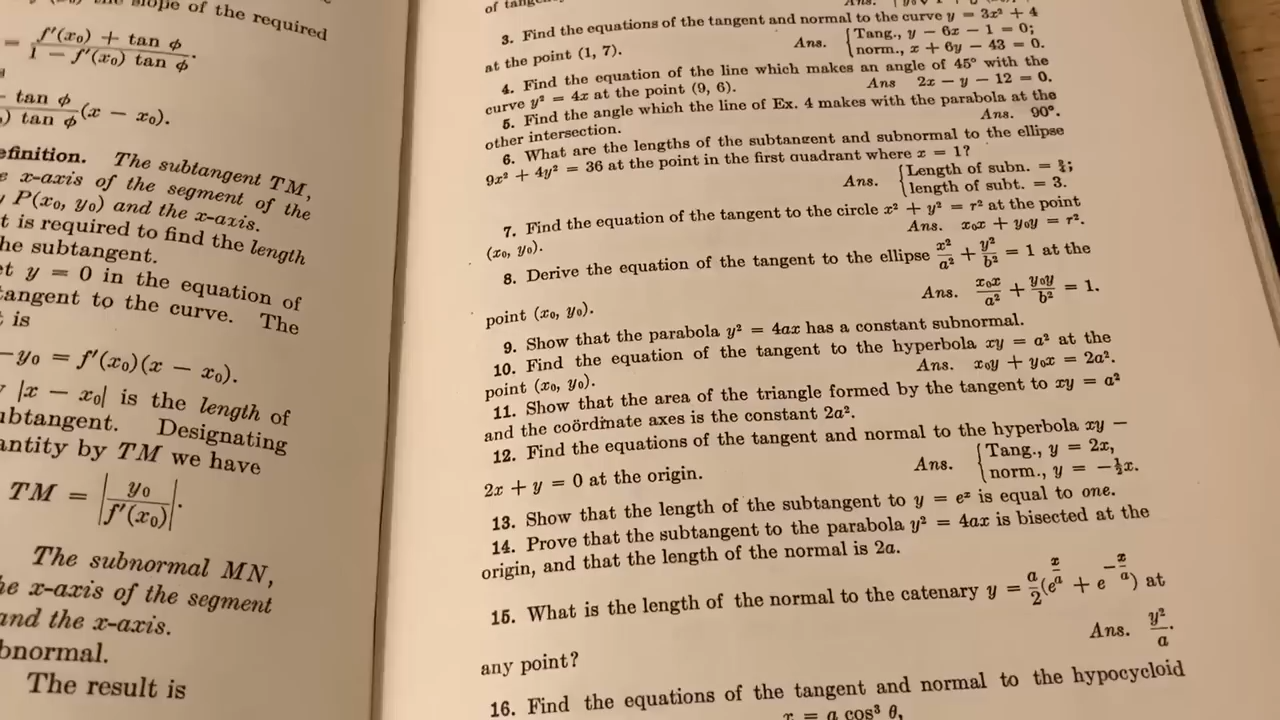 slope of the required
= f′(x₀) + tan φ / 1 − f′(x₀) tan φ.
tan φ / ) tan φ (x − x₀).
efinition. The subtangent TM,
e x-axis of the segment of the
P(x₀, y₀) and the x-axis.
t is required to find the length
he subtangent.
et y = 0 in the equation of
tangent to the curve. The
is
−y₀ = f′(x₀)(x − x₀).
|x − x₀| is the length of
ubtangent. Designating
antity by TM we have
TM = | y₀ / f′(x₀) |.
The subnormal MN,
he x-axis of the segment
and the x-axis.
bnormal.
The result is
of
3. Find the equations of the tangent and normal to the curve y = 3x² + 4
at the point (1, 7). Ans. { Tang., y − 6x − 1 = 0;
norm., x + 6y − 43 = 0.
4. Find the equation of the line which makes an angle of 45° with the
curve y² = 4x at the point (9, 6). Ans 2x − y − 12 = 0.
5. Find the angle which the line of Ex. 4 makes with the parabola at the
other intersection. Ans. 90°.
6. What are the lengths of the subtangent and subnormal to the ellipse
9x² + 4y² = 36 at the point in the first quadrant where x = 1?
Ans. { Length of subn. = ;
length of subt. = 3.
7. Find the equation of the tangent to the circle x² + y² = r² at the point
(x₀, y₀). Ans. x₀x + y₀y = r².
8. Derive the equation of the tangent to the ellipse x²/a² + y²/b² = 1 at the
point (x₀, y₀). Ans. x₀x/a² + y₀y/b² = 1.
9. Show that the parabola y² = 4ax has a constant subnormal.
10. Find the equation of the tangent to the hyperbola xy = a² at the
point (x₀, y₀). Ans. x₀y + y₀x = 2a².
11. Show that the area of the triangle formed by the tangent to xy = a²
and the coördinate axes is the constant 2a².
12. Find the equations of the tangent and normal to the hyperbola xy −
2x + y = 0 at the origin. Ans. { Tang., y = 2x,
norm., y = −½x.
13. Show that the length of the subtangent to y = eˣ is equal to one.
14. Prove that the subtangent to the parabola y² = 4ax is bisected at the
origin, and that the length of the normal is 2a.
15. What is the length of the normal to the catenary y = a/2 (e^(x/a) + e^(−x/a)) at
any point? Ans. y²/a.
16. Find the equations of the tangent and normal to the hypocycloid
x = a cos³ θ,